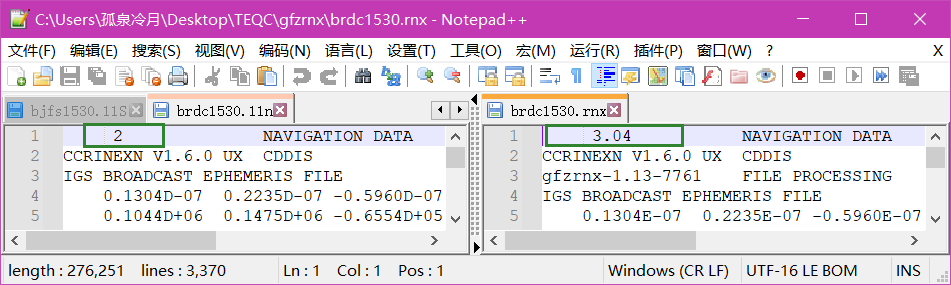 C:\Users\孤泉冷月\Desktop\TEQC\gfzrnx\brdc1530.rnx - Notepad++
文件(F) 编辑(E) 搜索(S) 视图(V) 编码(N) 语言(L) 设置(T) 工具(O) 宏(M) 运行(R) 插件(P) 窗口(W) ? X
bjfs1530.11S brdc1530.11n
1 2 NAVIGATION DATA
2 CCRINEXN V1.6.0 UX CDDIS
3 IGS BROADCAST EPHEMERIS FILE
4 0.1304D-07 0.2235D-07 -0.5960D-07
5 0.1044D+06 0.1475D+06 -0.6554D+05
brdc1530.rnx
1 3.04 NAVIGATION DATA
2 CCRINEXN V1.6.0 UX CDDIS
3 gfzrnx-1.13-7761 FILE PROCESSING
4 IGS BROADCAST EPHEMERIS FILE
5 0.1304E-07 0.2235E-07 -0.5960E-07
length : 276,251 lines : 3,370 Ln : 1 Col : 1 Pos : 1 Windows (CR LF) UTF-16 LE BOM INS